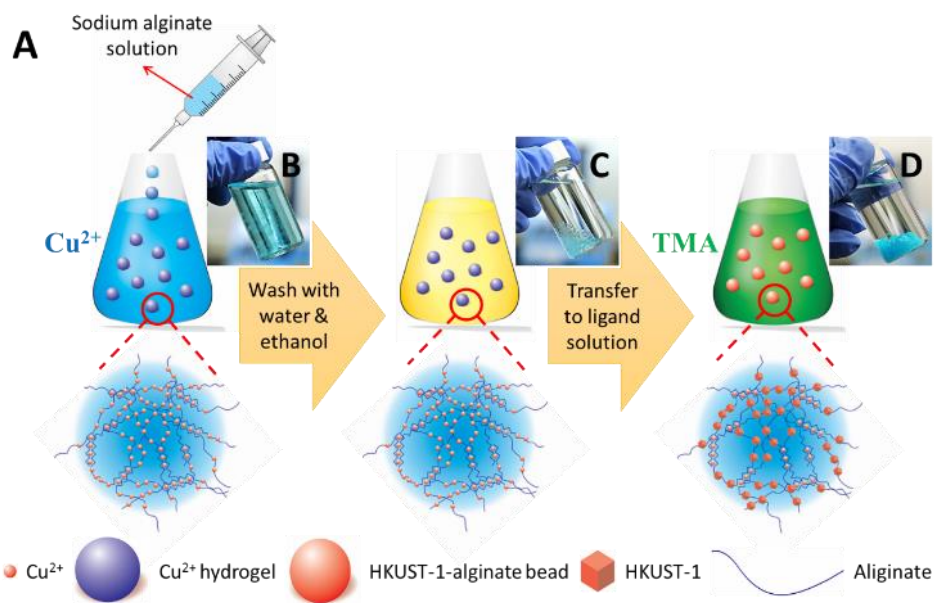 A
Sodium alginate
solution
B
C
D
Cu²⁺
TMA
Wash with
water &
ethanol
Transfer
to ligand
solution
Cu²⁺
Cu²⁺ hydrogel
HKUST-1-alginate bead
HKUST-1
Aliginate